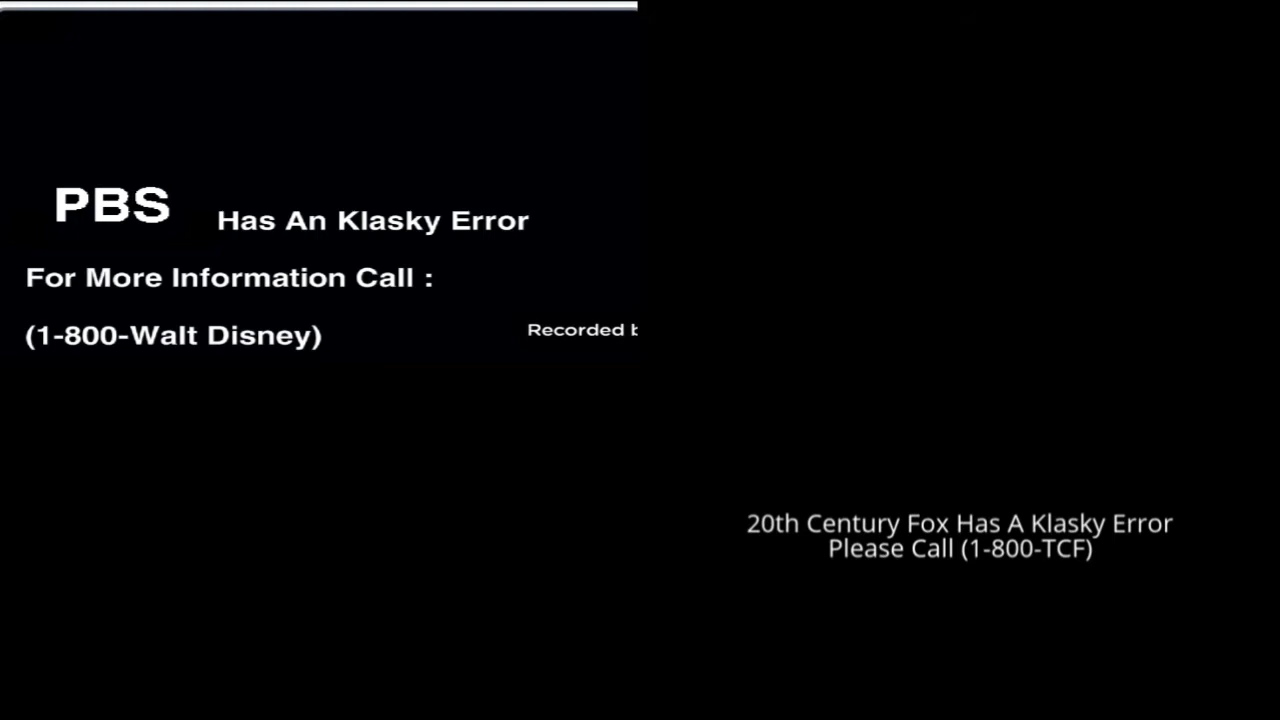 PBS Has An Klasky Error
For More Information Call :
(1-800-Walt Disney)
Recorded
20th Century Fox Has A Klasky Error
Please Call (1-800-TCF)